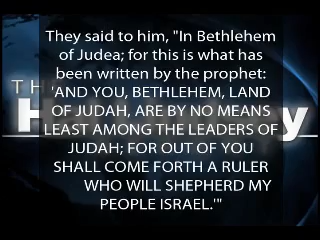 They said to him, "In Bethlehem
of Judea; for this is what has
been written by the prophet:
'AND YOU, BETHLEHEM, LAND
OF JUDAH, ARE BY NO MEANS
LEAST AMONG THE LEADERS OF
JUDAH; FOR OUT OF YOU
SHALL COME FORTH A RULER
WHO WILL SHEPHERD MY
PEOPLE ISRAEL.'"